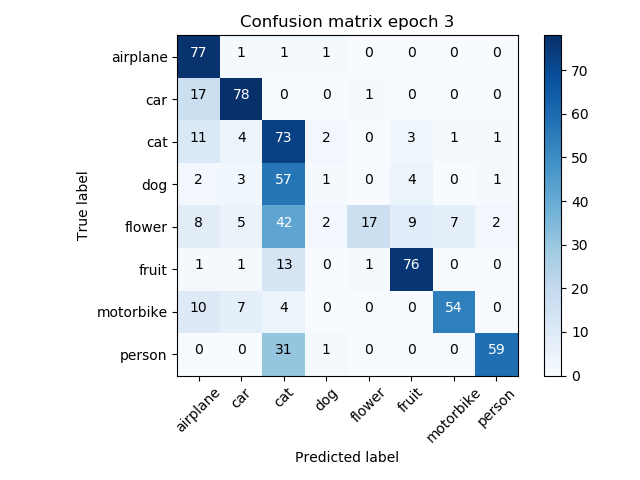 Confusion matrix epoch 3
airplane 77 1 1 1 0 0 0 0
car 17 78 0 0 1 0 0 0
cat 11 4 73 2 0 3 1 1
dog 2 3 57 1 0 4 0 1
flower 8 5 42 2 17 9 7 2
fruit 1 1 13 0 1 76 0 0
motorbike 10 7 4 0 0 0 54 0
person 0 0 31 1 0 0 0 59
airplane car cat dog flower fruit motorbike person
True label
Predicted label
70
60
50
40
30
20
10
0